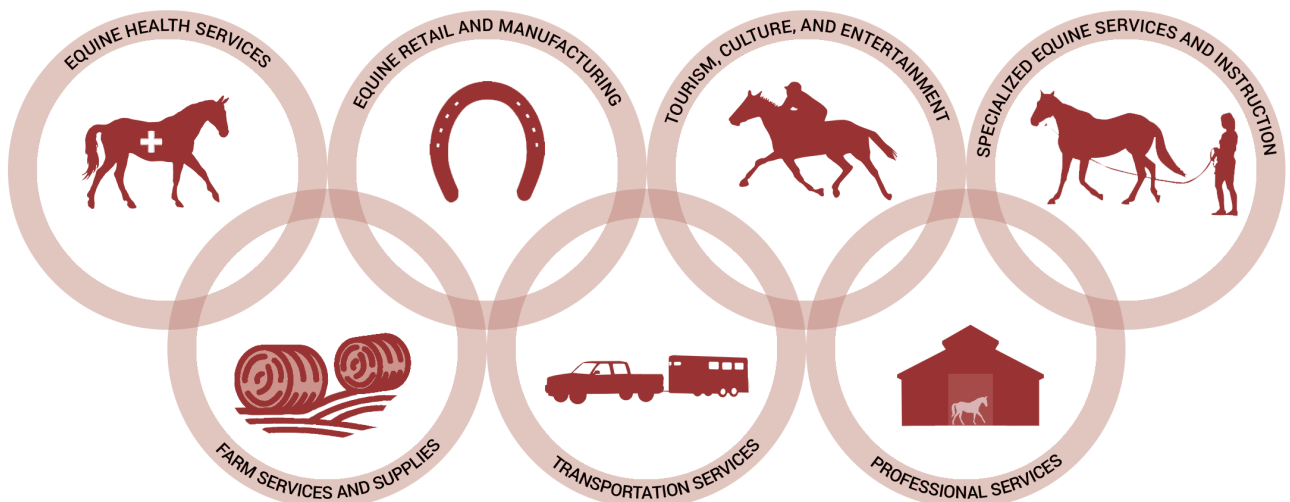 EQUINE HEALTH SERVICES
EQUINE RETAIL AND MANUFACTURING
TOURISM, CULTURE, AND ENTERTAINMENT
SPECIALIZED EQUINE SERVICES AND INSTRUCTION
FARM SERVICES AND SUPPLIES
TRANSPORTATION SERVICES
PROFESSIONAL SERVICES